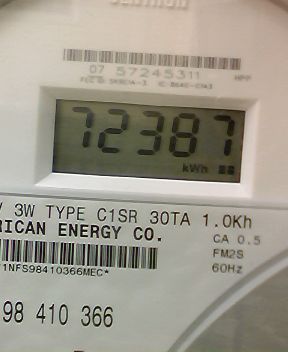 07 57245311
HPP
72387
kWh
V 3W TYPE C1SR 30TA 1.0Kh
RICAN ENERGY CO.
CA 0.5
FM2S
60Hz
1NFS98410366MEC*
98 410 366